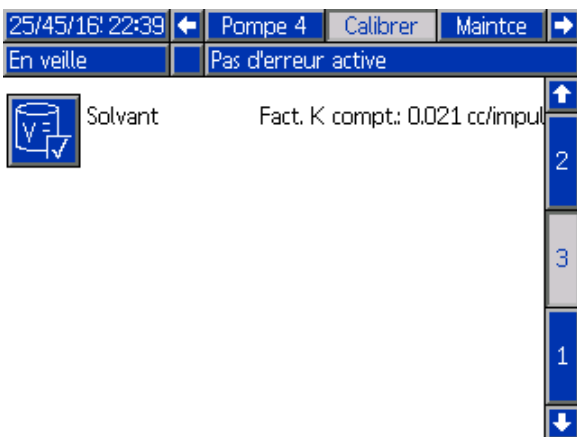 25/45/16 22:39 Pompe 4 Calibrer Maintce
En veille Pas d'erreur active
Solvant Fact. K compt.: 0.021 cc/impul
2
3
1